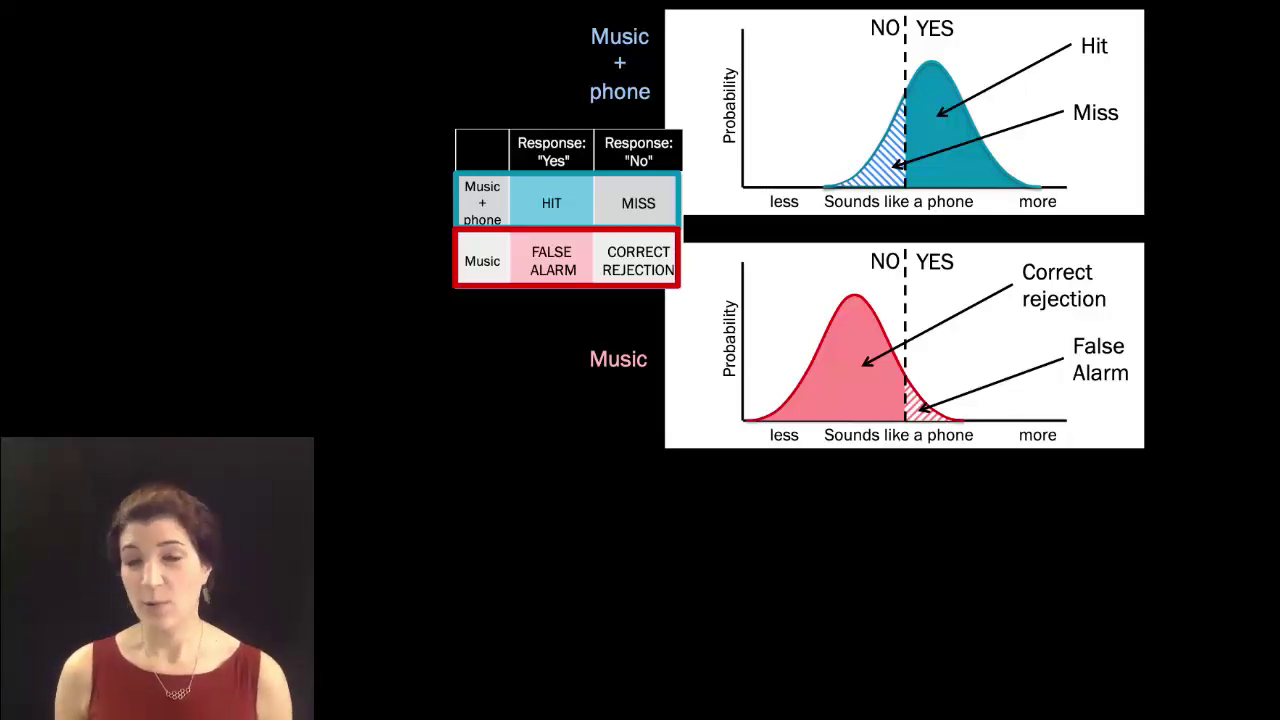 Music
+
phone
NO YES
Hit
Miss
Probability
less Sounds like a phone more
Response: "Yes"
Response: "No"
Music
+
phone
HIT
MISS
Music
FALSE
ALARM
CORRECT
REJECTION
Music
NO YES
Correct
rejection
False
Alarm
Probability
less Sounds like a phone more